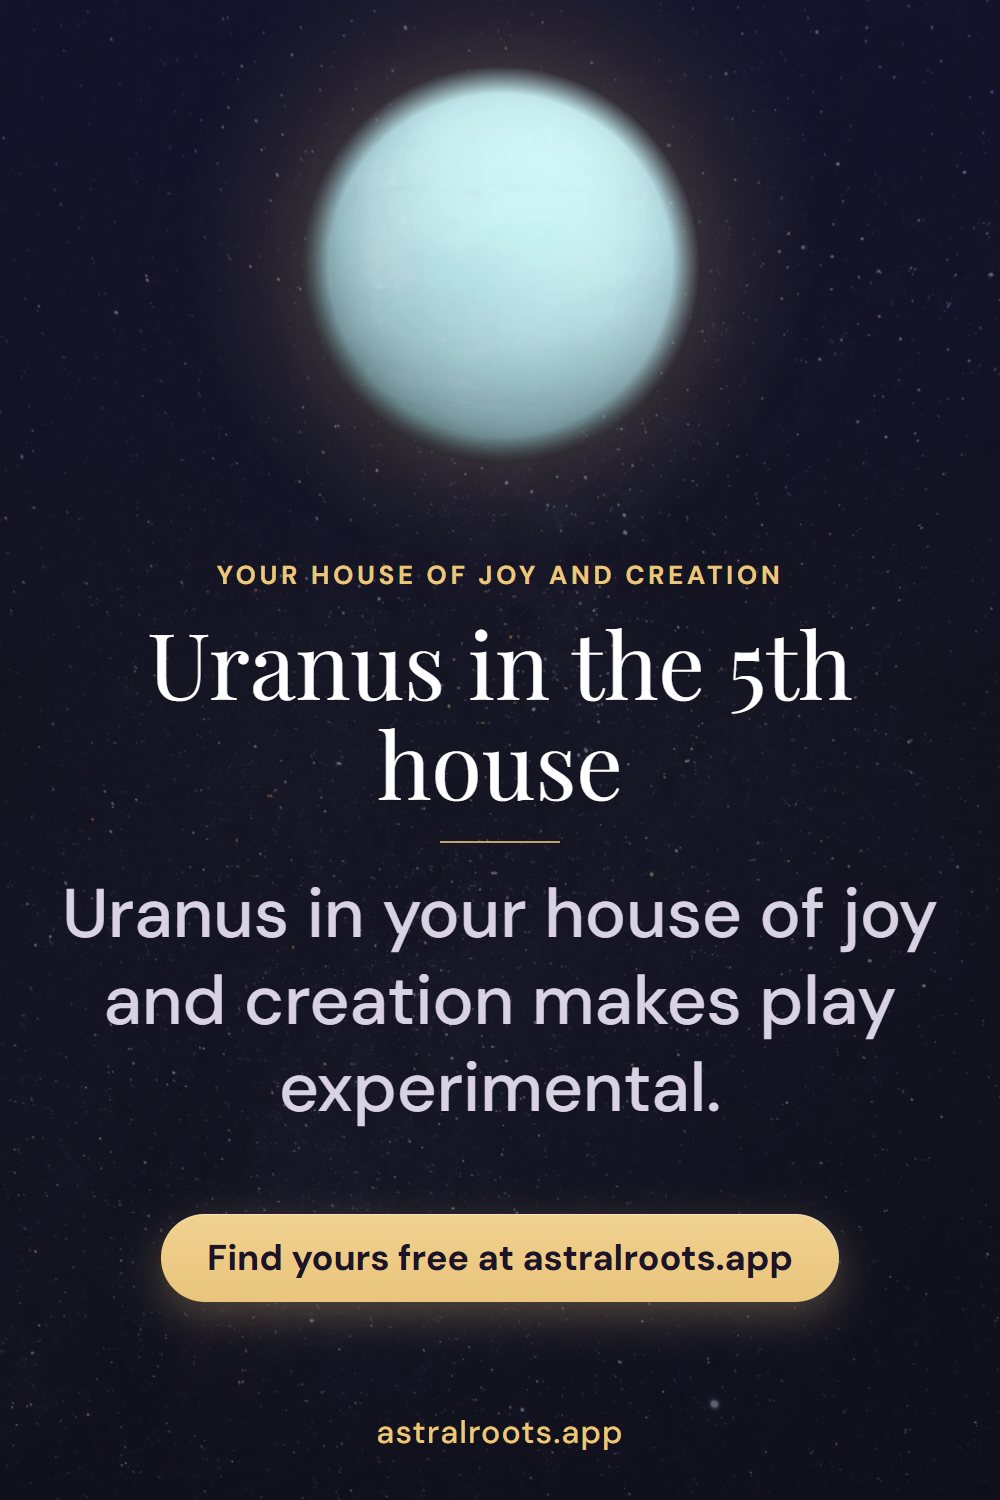 YOUR HOUSE OF JOY AND CREATION
Uranus in the 5th
house
Uranus in your house of joy
and creation makes play
experimental.
Find yours free at astralroots.app
astralroots.app